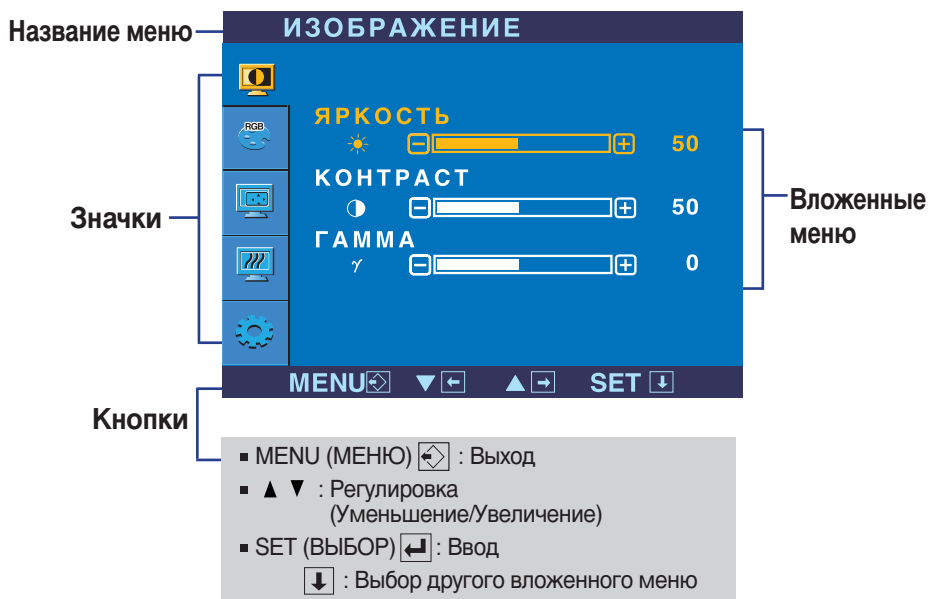 Название меню
ИЗОБРАЖЕНИЕ
RGB
ЯРКОСТЬ
50
КОНТРАСТ
50
ГАММА
γ
0
Значки
Вложенные
меню
MENU ▼ ← ▲ → SET ↓
Кнопки
▪ MENU (МЕНЮ) : Выход
▪ ▲ ▼ : Регулировка
(Уменьшение/Увеличение)
▪ SET (ВЫБОР) ↵ : Ввод
↓ : Выбор другого вложенного меню